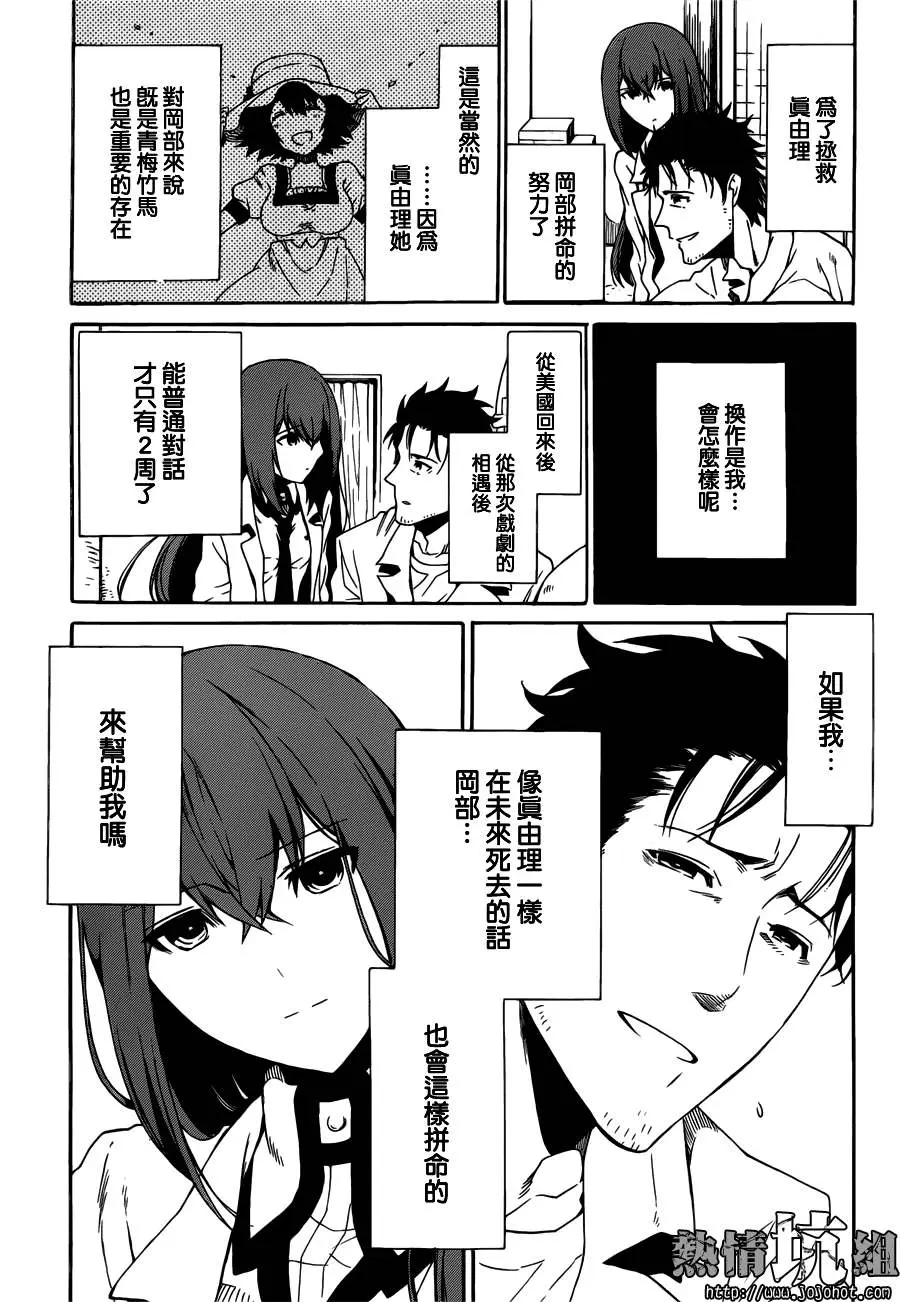 爲了拯救
眞由理
岡部拼命的
努力了
這是當然的
……因爲
眞由理她
對岡部來說
既是青梅竹馬
也是重要的存在
換作是我…
會怎麼樣呢
從美國回來後
從那次戲劇的
相遇後
能普通對話
才只有2周了
如果我…
像眞由理一樣
在未來死去的話
岡部…
也會這樣拼命的
來幫助我嗎
熱情坑組
http://www.jojohot.com